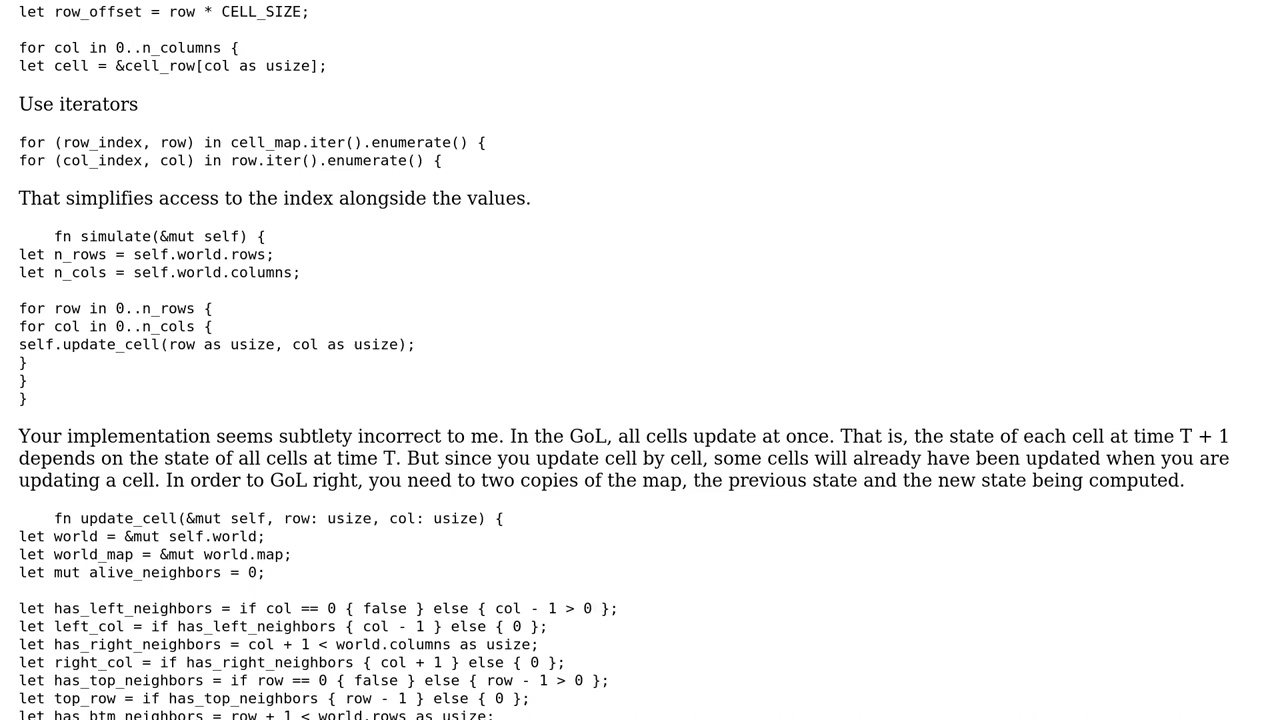 let row_offset = row * CELL_SIZE;
for col in 0..n_columns {
let cell = &cell_row[col as usize];
Use iterators
for (row_index, row) in cell_map.iter().enumerate() {
for (col_index, col) in row.iter().enumerate() {
That simplifies access to the index alongside the values.
fn simulate(&mut self) {
let n_rows = self.world.rows;
let n_cols = self.world.columns;
for row in 0..n_rows {
for col in 0..n_cols {
self.update_cell(row as usize, col as usize);
}
}
}
Your implementation seems subtlety incorrect to me. In the GoL, all cells update at once. That is, the state of each cell at time T + 1
depends on the state of all cells at time T. But since you update cell by cell, some cells will already have been updated when you are
updating a cell. In order to GoL right, you need to two copies of the map, the previous state and the new state being computed.
fn update_cell(&mut self, row: usize, col: usize) {
let world = &mut self.world;
let world_map = &mut world.map;
let mut alive_neighbors = 0;
let has_left_neighbors = if col == 0 { false } else { col - 1 > 0 };
let left_col = if has_left_neighbors { col - 1 } else { 0 };
let has_right_neighbors = col + 1 < world.columns as usize;
let right_col = if has_right_neighbors { col + 1 } else { 0 };
let has_top_neighbors = if row == 0 { false } else { row - 1 > 0 };
let top_row = if has_top_neighbors { row - 1 } else { 0 };
let has_btm_neighbors = row + 1 < world.rows as usize;